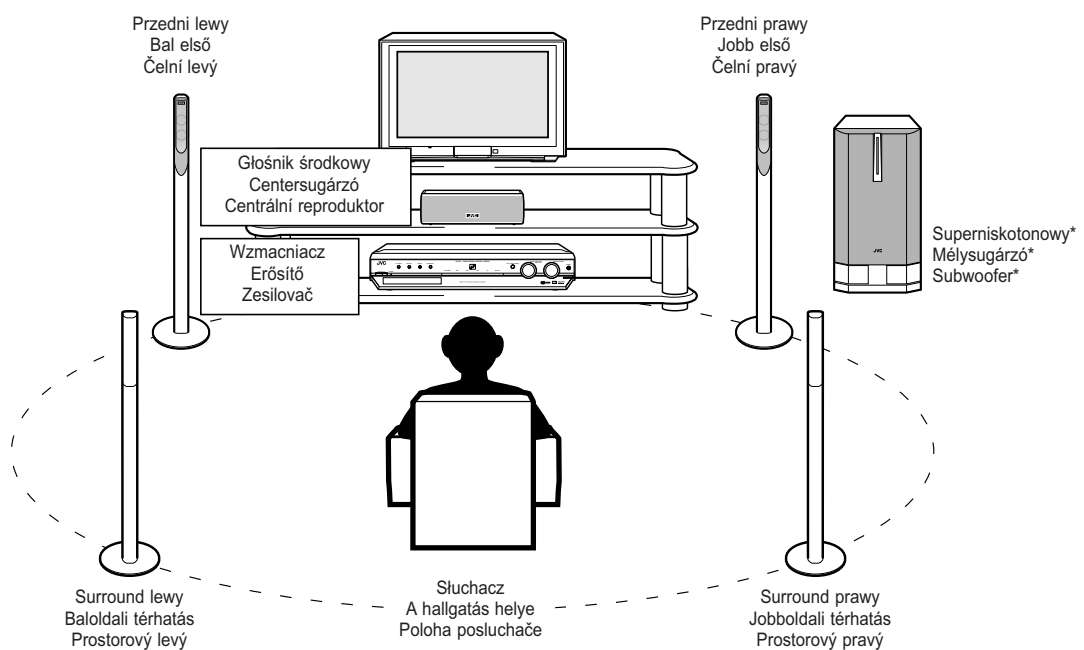 Przedni lewy
Bal első
Čelní levý
Przedni prawy
Jobb első
Čelní pravý
Głośnik środkowy
Centersugárzó
Centrální reproduktor
Wzmacniacz
Erősítő
Zesilovač
JVC
JVC
Superniskotonowy*
Mélysugárzó*
Subwoofer*
Surround lewy
Baloldali térhatás
Prostorový levý
Słuchacz
A hallgatás helye
Poloha posluchače
Surround prawy
Jobboldali térhatás
Prostorový pravý